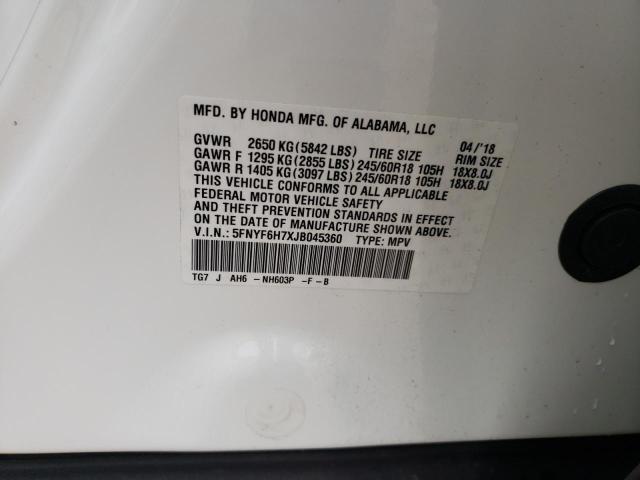 MFD. BY HONDA MFG. OF ALABAMA, LLC
GVWR 2650 KG (5842 LBS) TIRE SIZE 04/'18 RIM SIZE
GAWR F 1295 KG (2855 LBS) 245/60R18 105H 18X8.0J
GAWR R 1405 KG (3097 LBS) 245/60R18 105H 18X8.0J
THIS VEHICLE CONFORMS TO ALL APPLICABLE
FEDERAL MOTOR VEHICLE SAFETY
AND THEFT PREVENTION STANDARDS IN EFFECT
ON THE DATE OF MANUFACTURE SHOWN ABOVE.
V.I.N.: 5FNYF6H7XJB045360 TYPE: MPV
TG7 J AH6 -NH603P -F-B